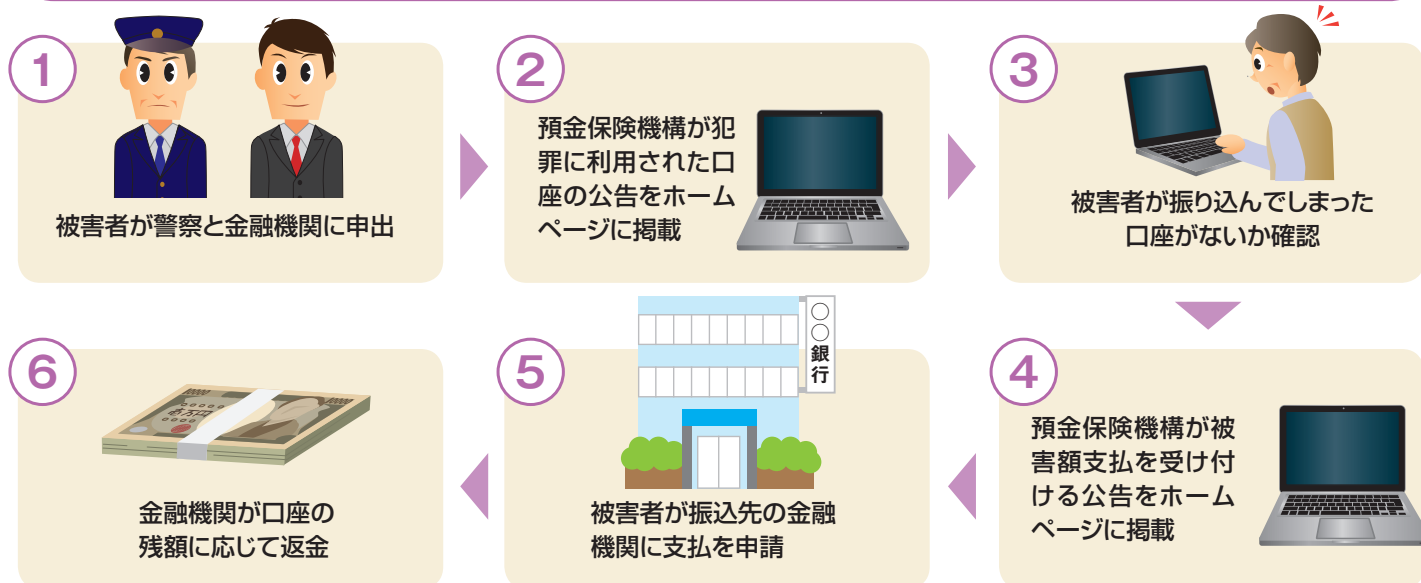 ①
被害者が警察と金融機関に申出
②
預金保険機構が犯
罪に利用された口
座の公告をホーム
ページに掲載
③
被害者が振り込んでしまった
口座がないか確認
④
預金保険機構が被
害額支払を受け付
ける公告をホーム
ページに掲載
⑤
○○銀行
被害者が振込先の金融
機関に支払を申請
⑥
壱万円
金融機関が口座の
残額に応じて返金